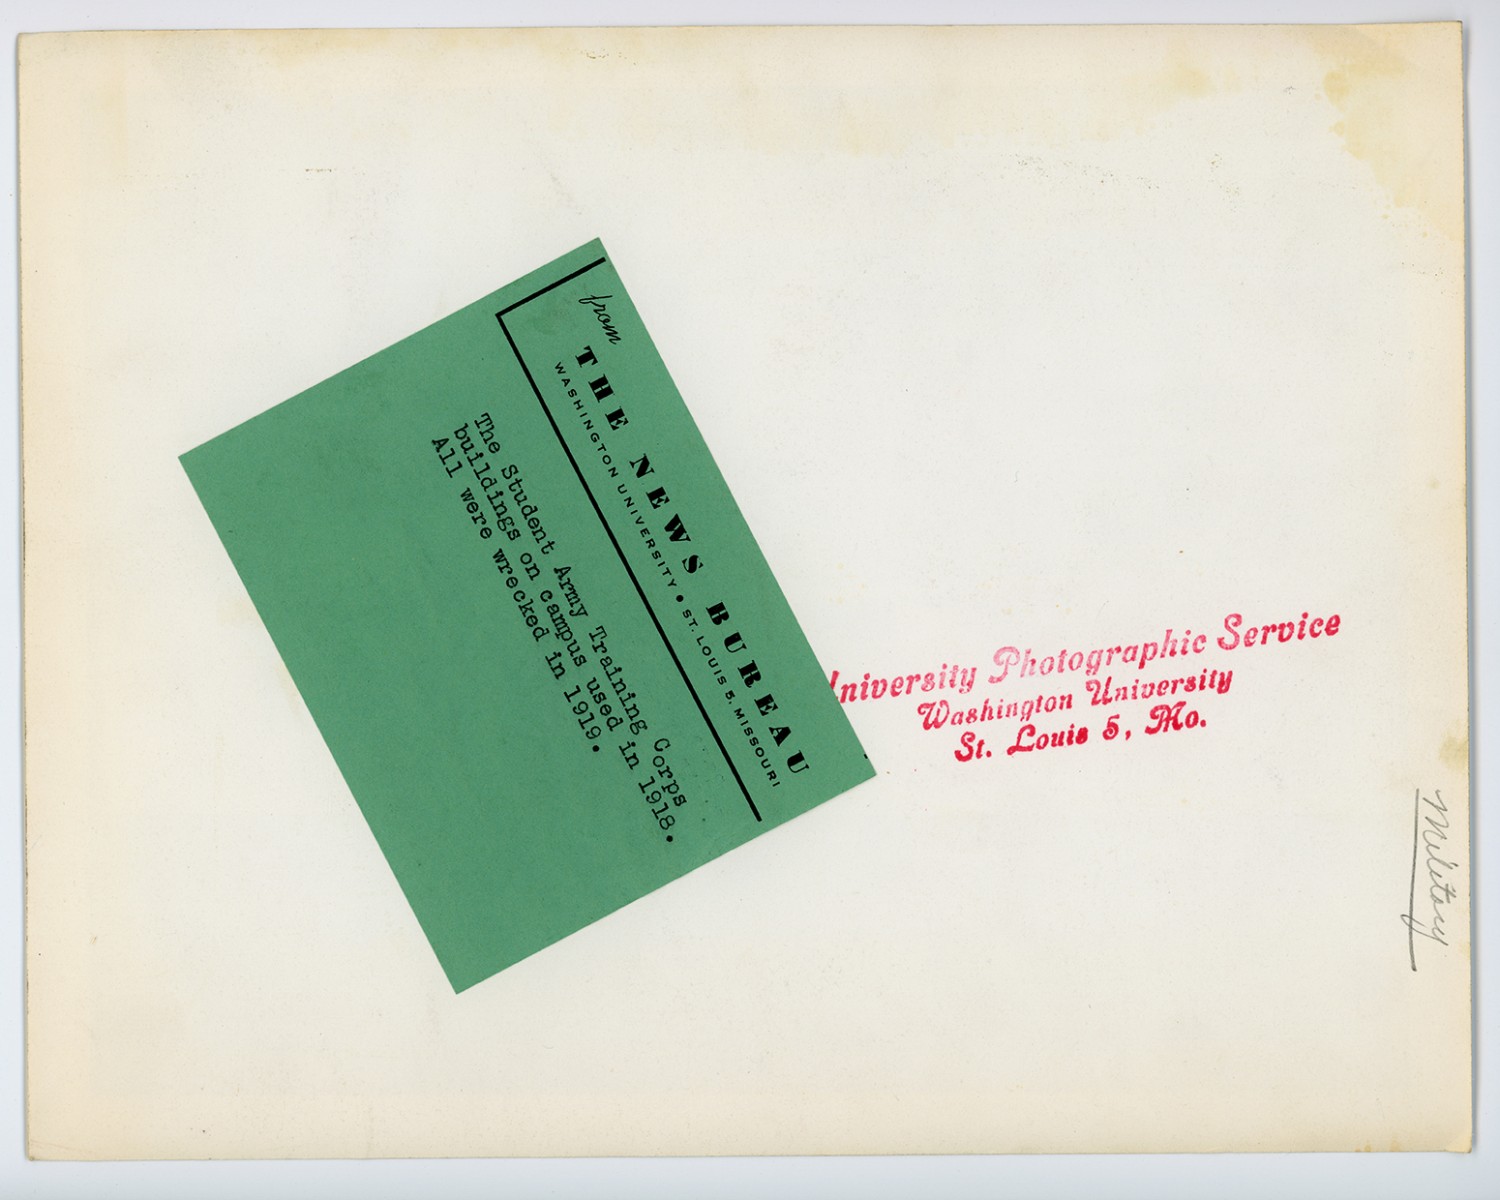 from
THE NEWS BUREAU
WASHINGTON UNIVERSITY • ST. LOUIS 5, MISSOURI
The Student Army Training Corps
buildings on campus used in 1918.
All were wrecked in 1919.
University Photographic Service
Washington University
St. Louis 5, Mo.
Military